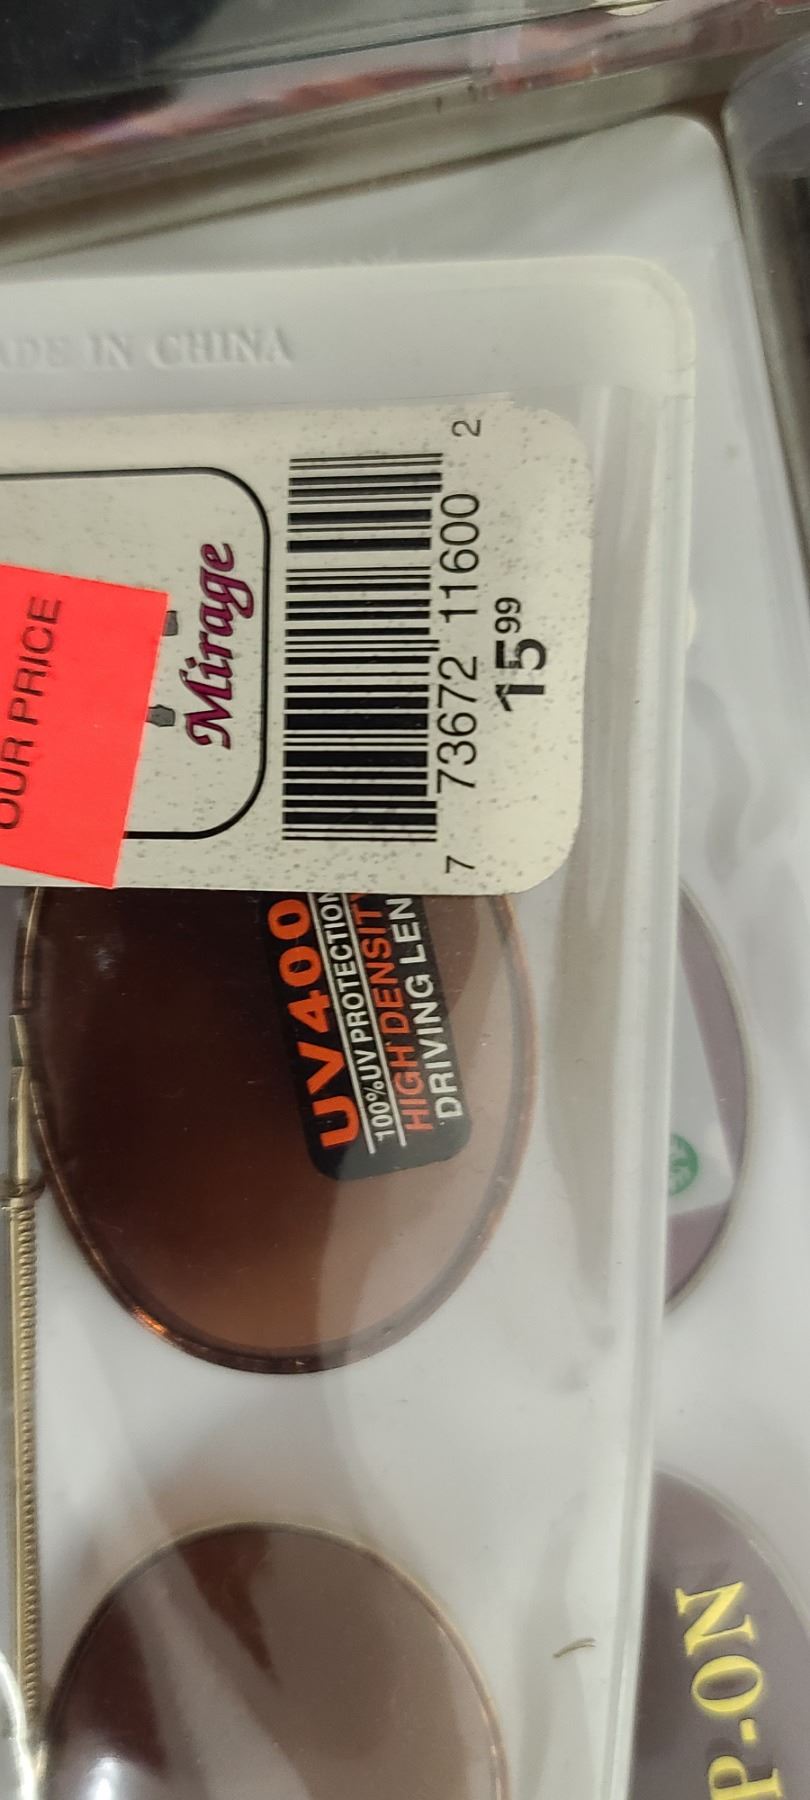 ADE IN CHINA
OUR PRICE
Mirage
7 73672 11600 2
15 99
UV400
100%UV PROTECTION
HIGH DENSITY
DRIVING LEN
P-ON